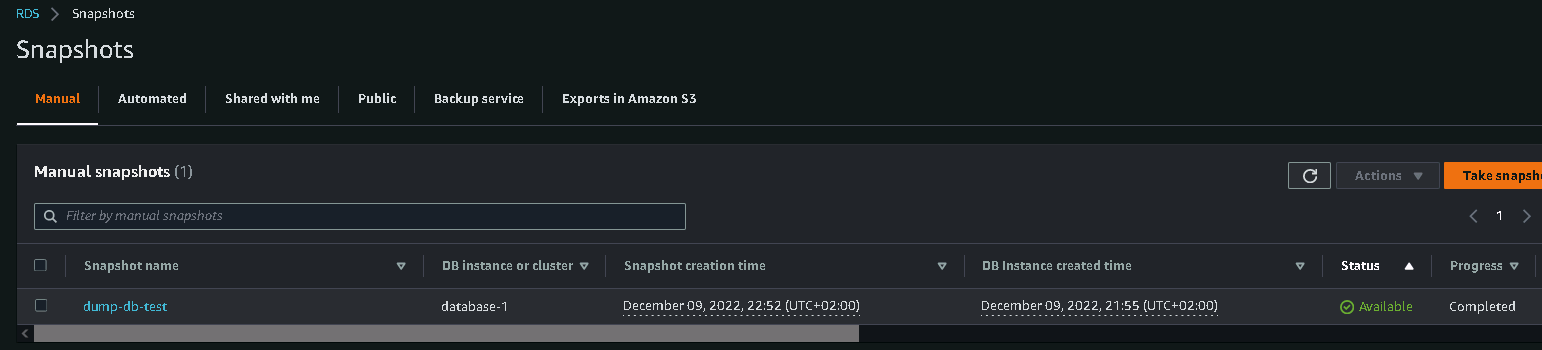 RDS Snapshots
Snapshots
Manual Automated Shared with me Public Backup service Exports in Amazon S3
Manual snapshots (1)
Actions Take snapsh
Filter by manual snapshots
1
Snapshot name DB instance or cluster Snapshot creation time DB Instance created time Status Progress
dump-db-test database-1 December 09, 2022, 22:52 (UTC+02:00) December 09, 2022, 21:55 (UTC+02:00) Available Completed